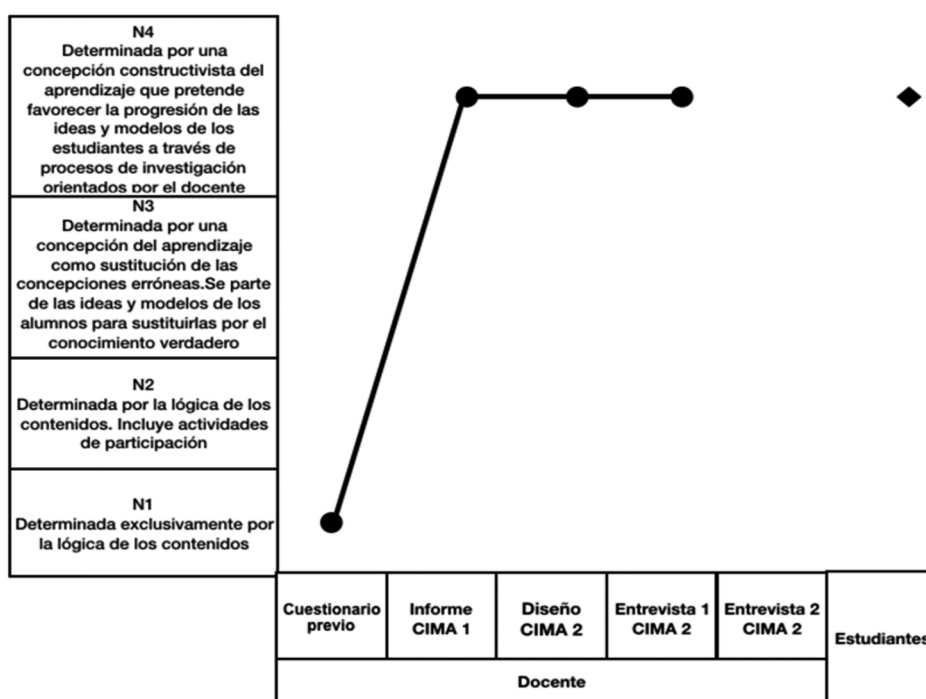 N4
Determinada por una
concepción constructivista del
aprendizaje que pretende
favorecer la progresión de las
ideas y modelos de los
estudiantes a través de
procesos de investigación
orientados por el docente
N3
Determinada por una
concepción del aprendizaje
como sustitución de las
concepciones erróneas.Se parte
de las ideas y modelos de los
alumnos para sustituirlas por el
conocimiento verdadero
N2
Determinada por la lógica de los
contenidos. Incluye actividades
de participación
N1
Determinada exclusivamente por
la lógica de los contenidos
Cuestionario
previo
Informe
CIMA 1
Diseño
CIMA 2
Entrevista 1
CIMA 2
Entrevista 2
CIMA 2
Estudiantes
Docente